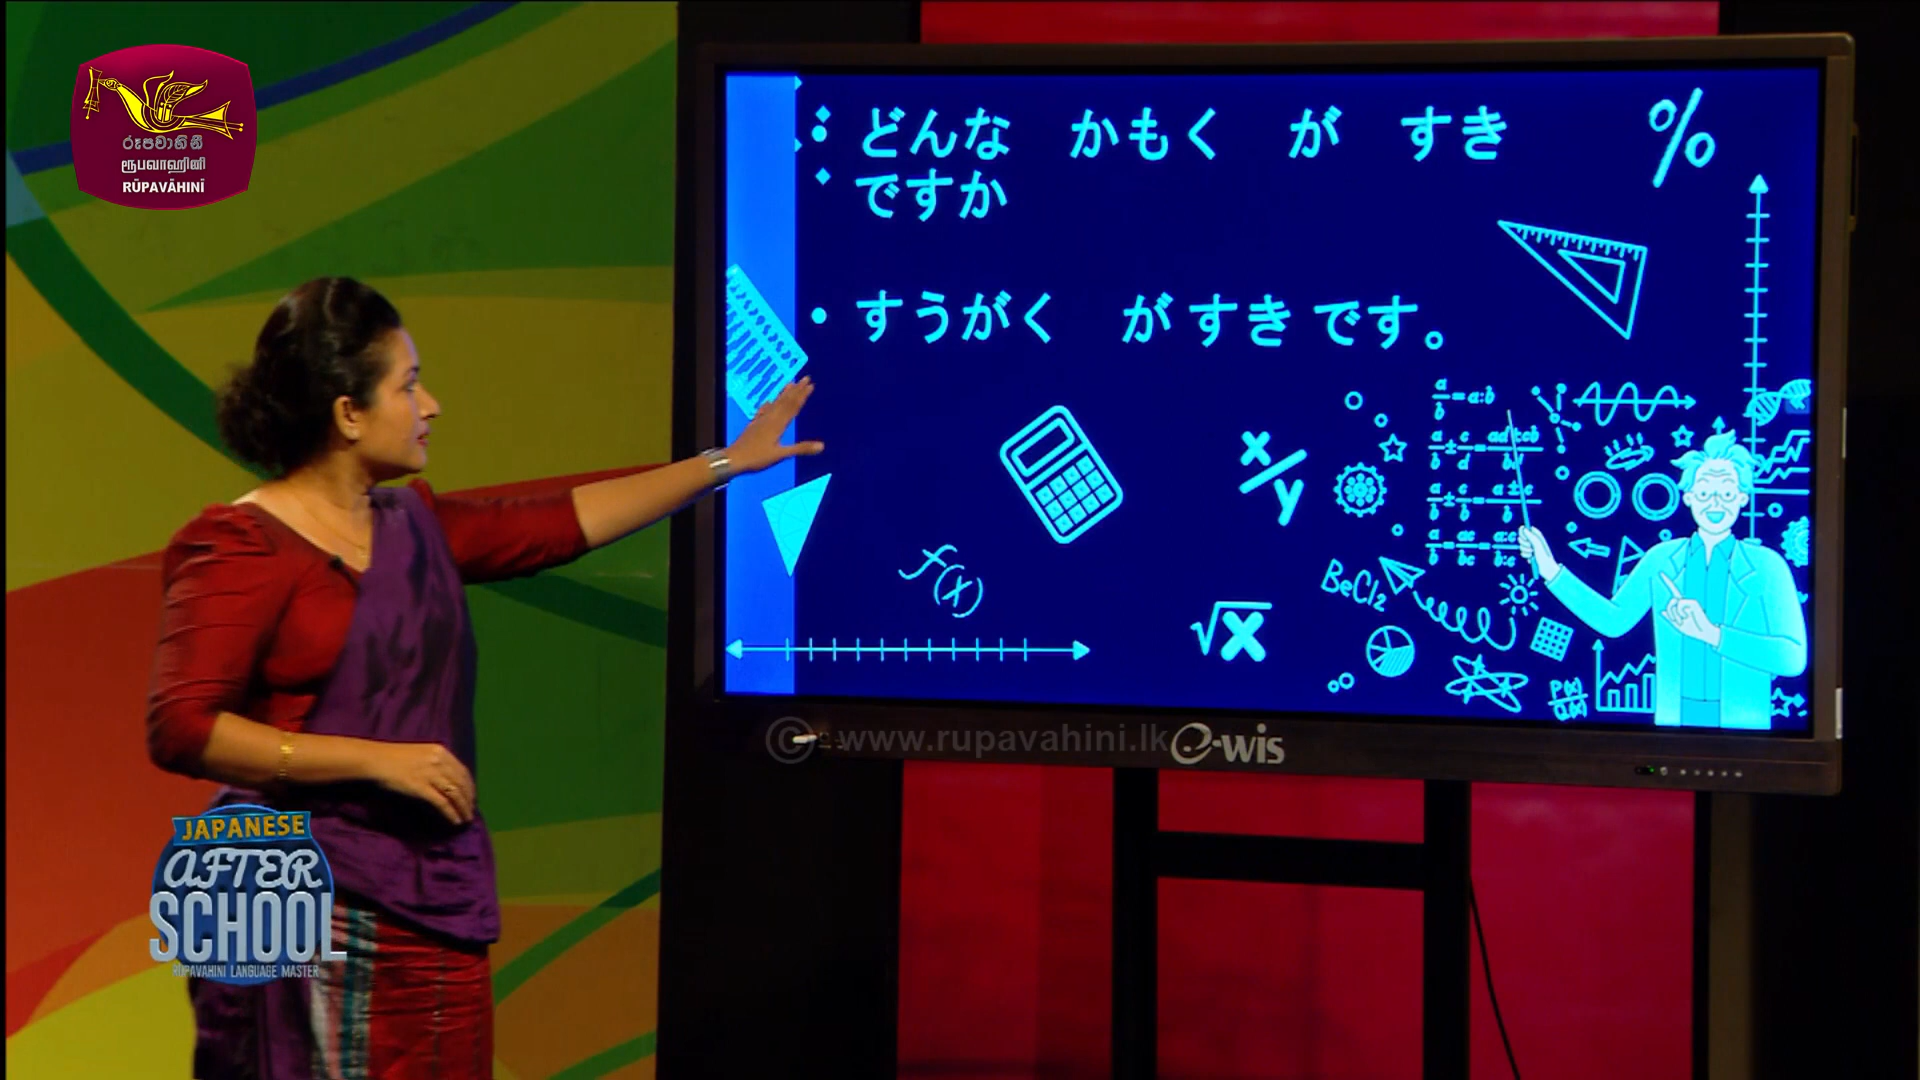 රූපවාහිනී
ரூபவாஹினி
RŪPAVĀHINĪ
どんな かもく が すき
ですか
すうがく が すき です。
%
a/b = a:b
x/y
f(x)
√x
BeCl₂
P(x)/Q(x)
© www.rupavahini.lk
e-wis
JAPANESE
AFTER
SCHOOL
RUPAVAHINI LANGUAGE MASTER